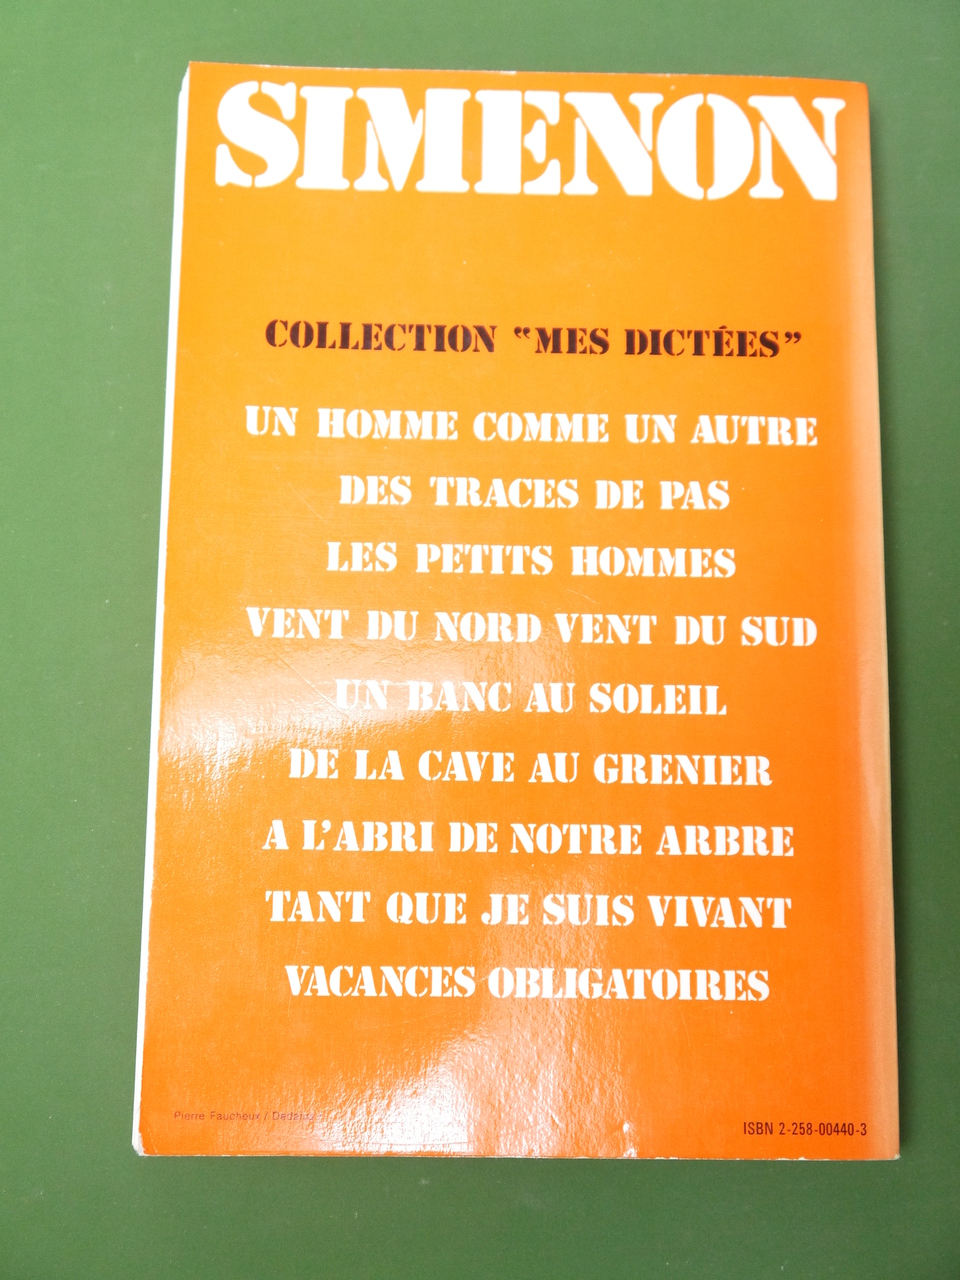 SIMENON
COLLECTION “MES DICTÉES”
UN HOMME COMME UN AUTRE
DES TRACES DE PAS
LES PETITS HOMMES
VENT DU NORD VENT DU SUD
UN BANC AU SOLEIL
DE LA CAVE AU GRENIER
A L’ABRI DE NOTRE ARBRE
TANT QUE JE SUIS VIVANT
VACANCES OBLIGATOIRES
Pierre Faucheux /
ISBN 2-258-00440-3